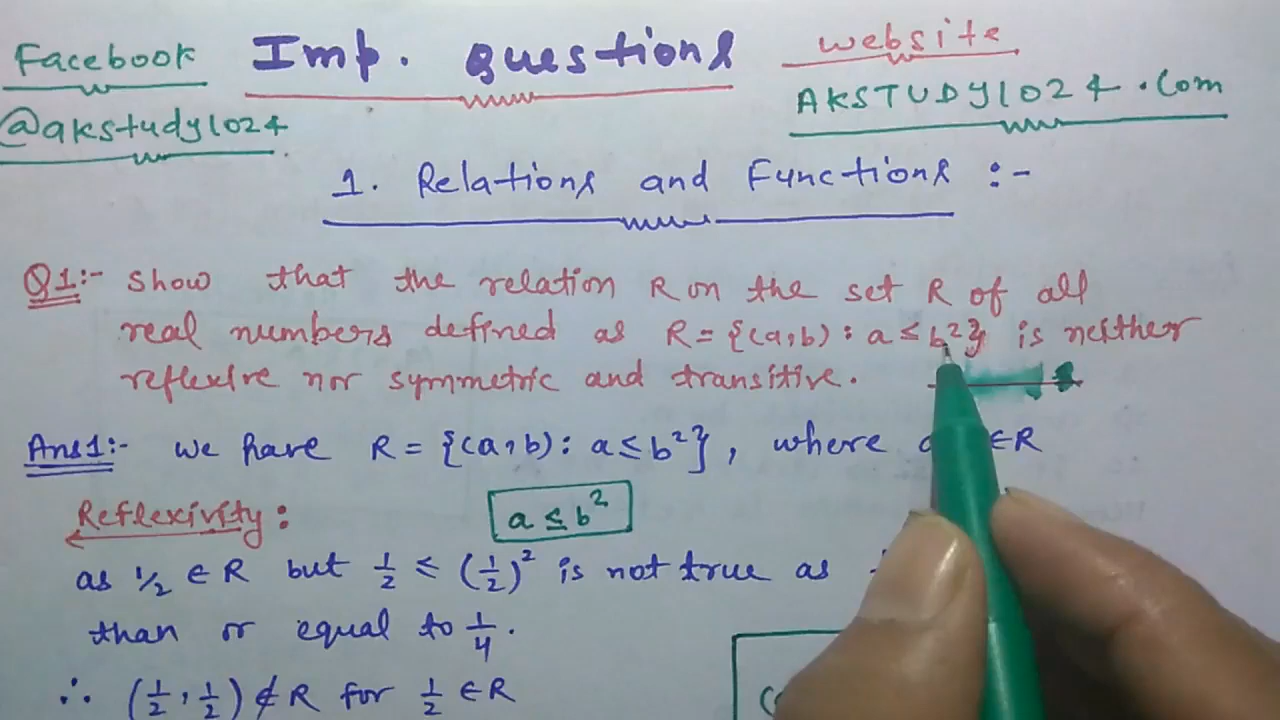 Facebook
@akstudy1024
Imp. Questions
website
AKSTUDY1024.Com
1. Relations and Functions :-
Q1:- Show that the relation R on the set R of all
real numbers defined as R = {(a,b) : a ≤ b²} is neither
reflexive nor symmetric and transitive.
Ans1:- We have R = {(a,b) : a ≤ b²}, where ∈R
Reflexivity:
a ≤ b²
as 1/2 ∈ R but 1/2 ≤ (1/2)² is not true as
than or equal to 1/4.
∴ (1/2, 1/2) ∉ R for 1/2 ∈ R